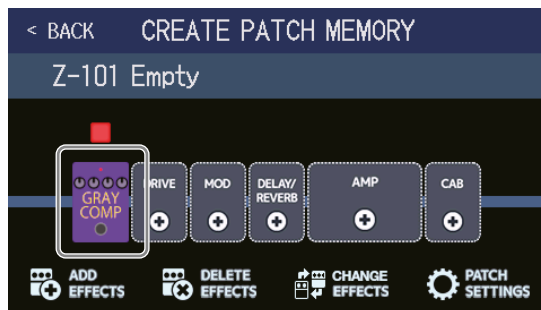 < BACK CREATE PATCH MEMORY
Z-101 Empty
GRAY
COMP
DRIVE
MOD
DELAY/
REVERB
AMP
CAB
ADD
EFFECTS
DELETE
EFFECTS
CHANGE
EFFECTS
PATCH
SETTINGS